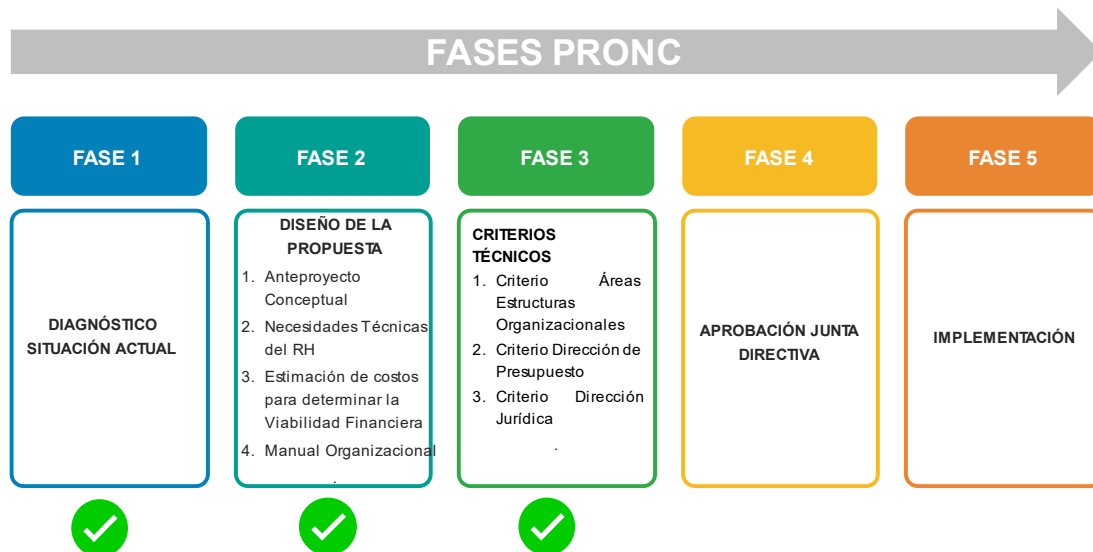 FASES PRONC
FASE 1
DIAGNÓSTICO
SITUACIÓN ACTUAL
FASE 2
DISEÑO DE LA
PROPUESTA
1. Anteproyecto
Conceptual
2. Necesidades Técnicas
del RH
3. Estimación de costos
para determinar la
Viabilidad Financiera
4. Manual Organizacional
.
FASE 3
CRITERIOS
TÉCNICOS
1. Criterio Áreas
Estructuras
Organizacionales
2. Criterio Dirección de
Presupuesto
3. Criterio Dirección
Jurídica
.
FASE 4
APROBACIÓN JUNTA
DIRECTIVA
FASE 5
IMPLEMENTACIÓN